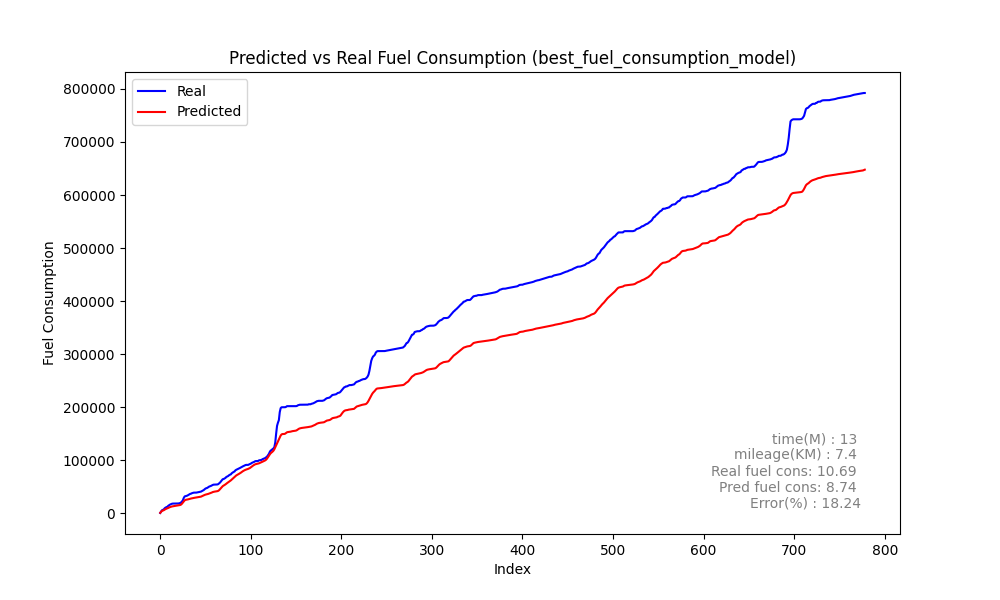 Predicted vs Real Fuel Consumption (best_fuel_consumption_model)
Real
Predicted
800000
700000
600000
500000
400000
300000
200000
100000
0
Fuel Consumption
time(M) : 13
mileage(KM) : 7.4
Real fuel cons: 10.69
Pred fuel cons: 8.74
Error(%) : 18.24
0 100 200 300 400 500 600 700 800
Index